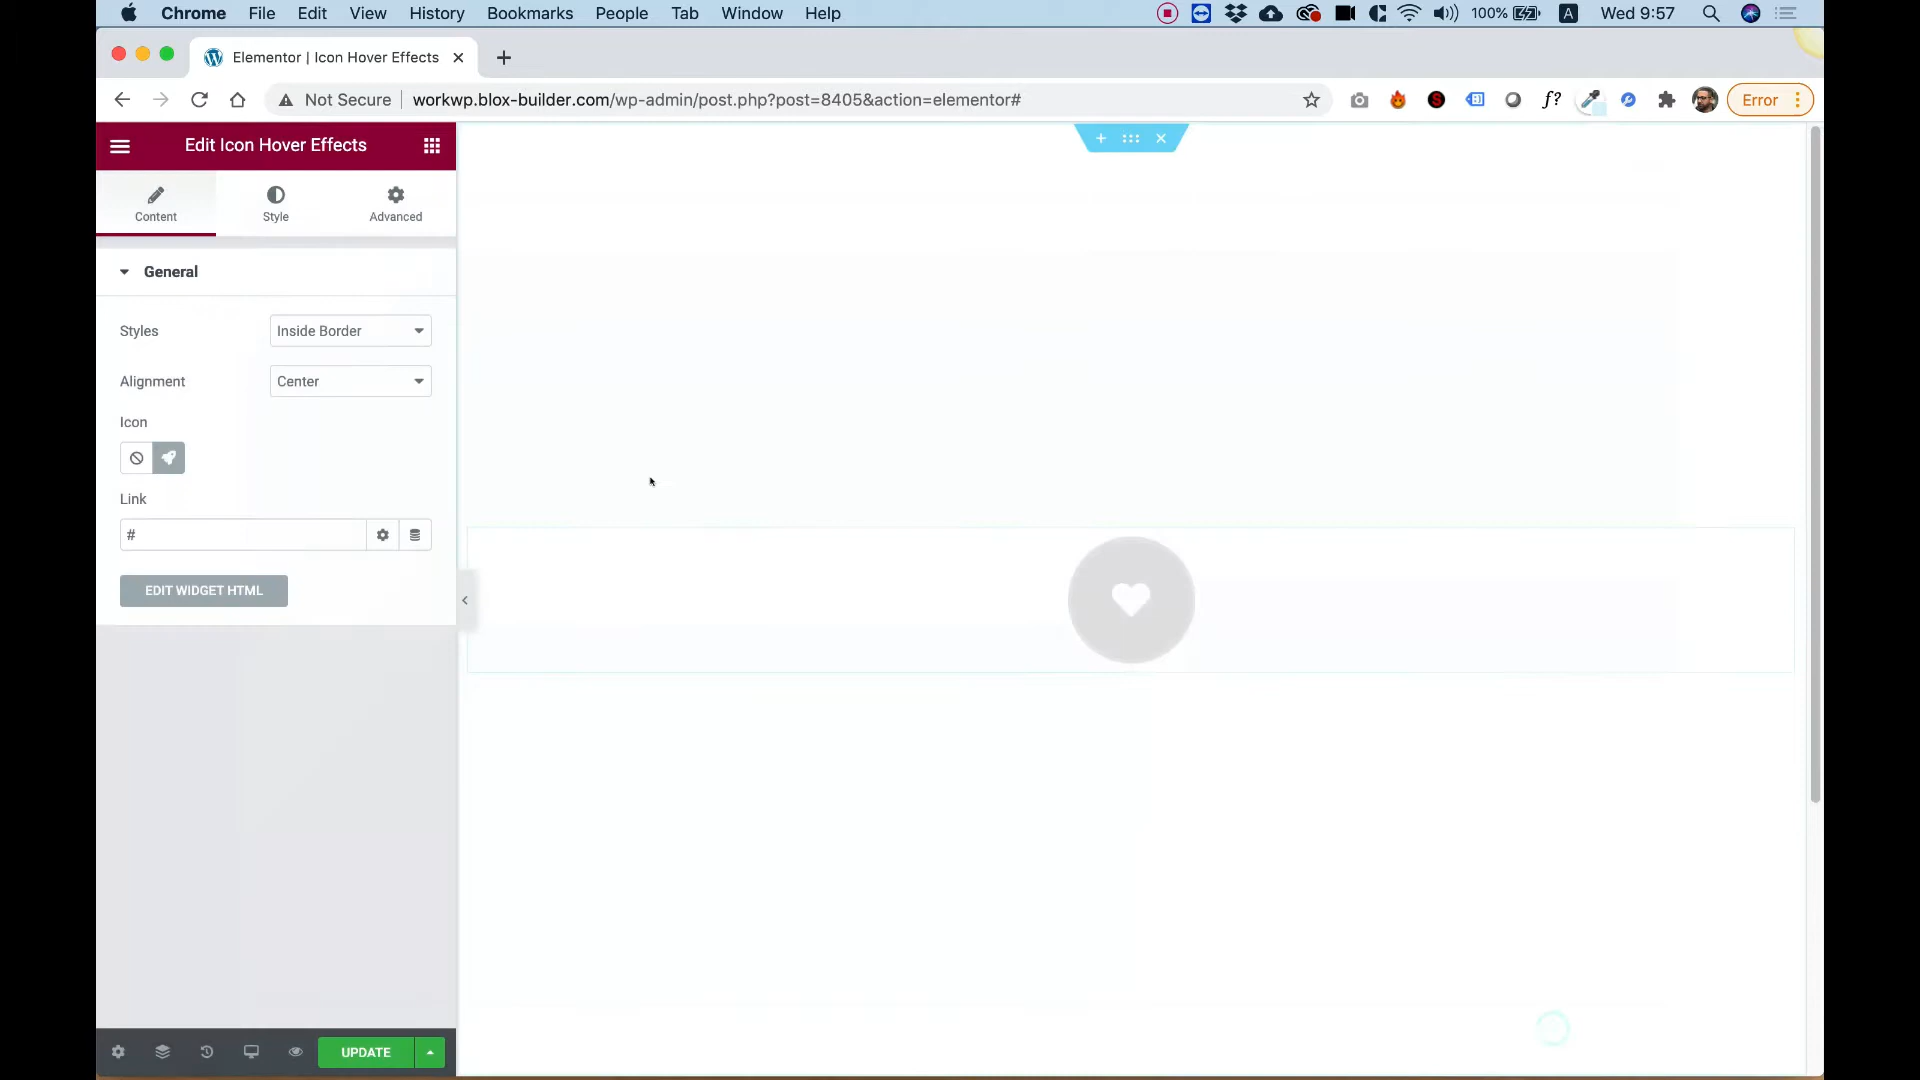 Chrome File Edit View History Bookmarks People Tab Window Help 100% A Wed 9:57
Elementor | Icon Hover Effects
Not Secure workwp.blox-builder.com/wp-admin/post.php?post=8405&action=elementor# S f? Error
Edit Icon Hover Effects
Content Style Advanced
General
Styles Inside Border
Alignment Center
Icon
Link
#
EDIT WIDGET HTML
UPDATE